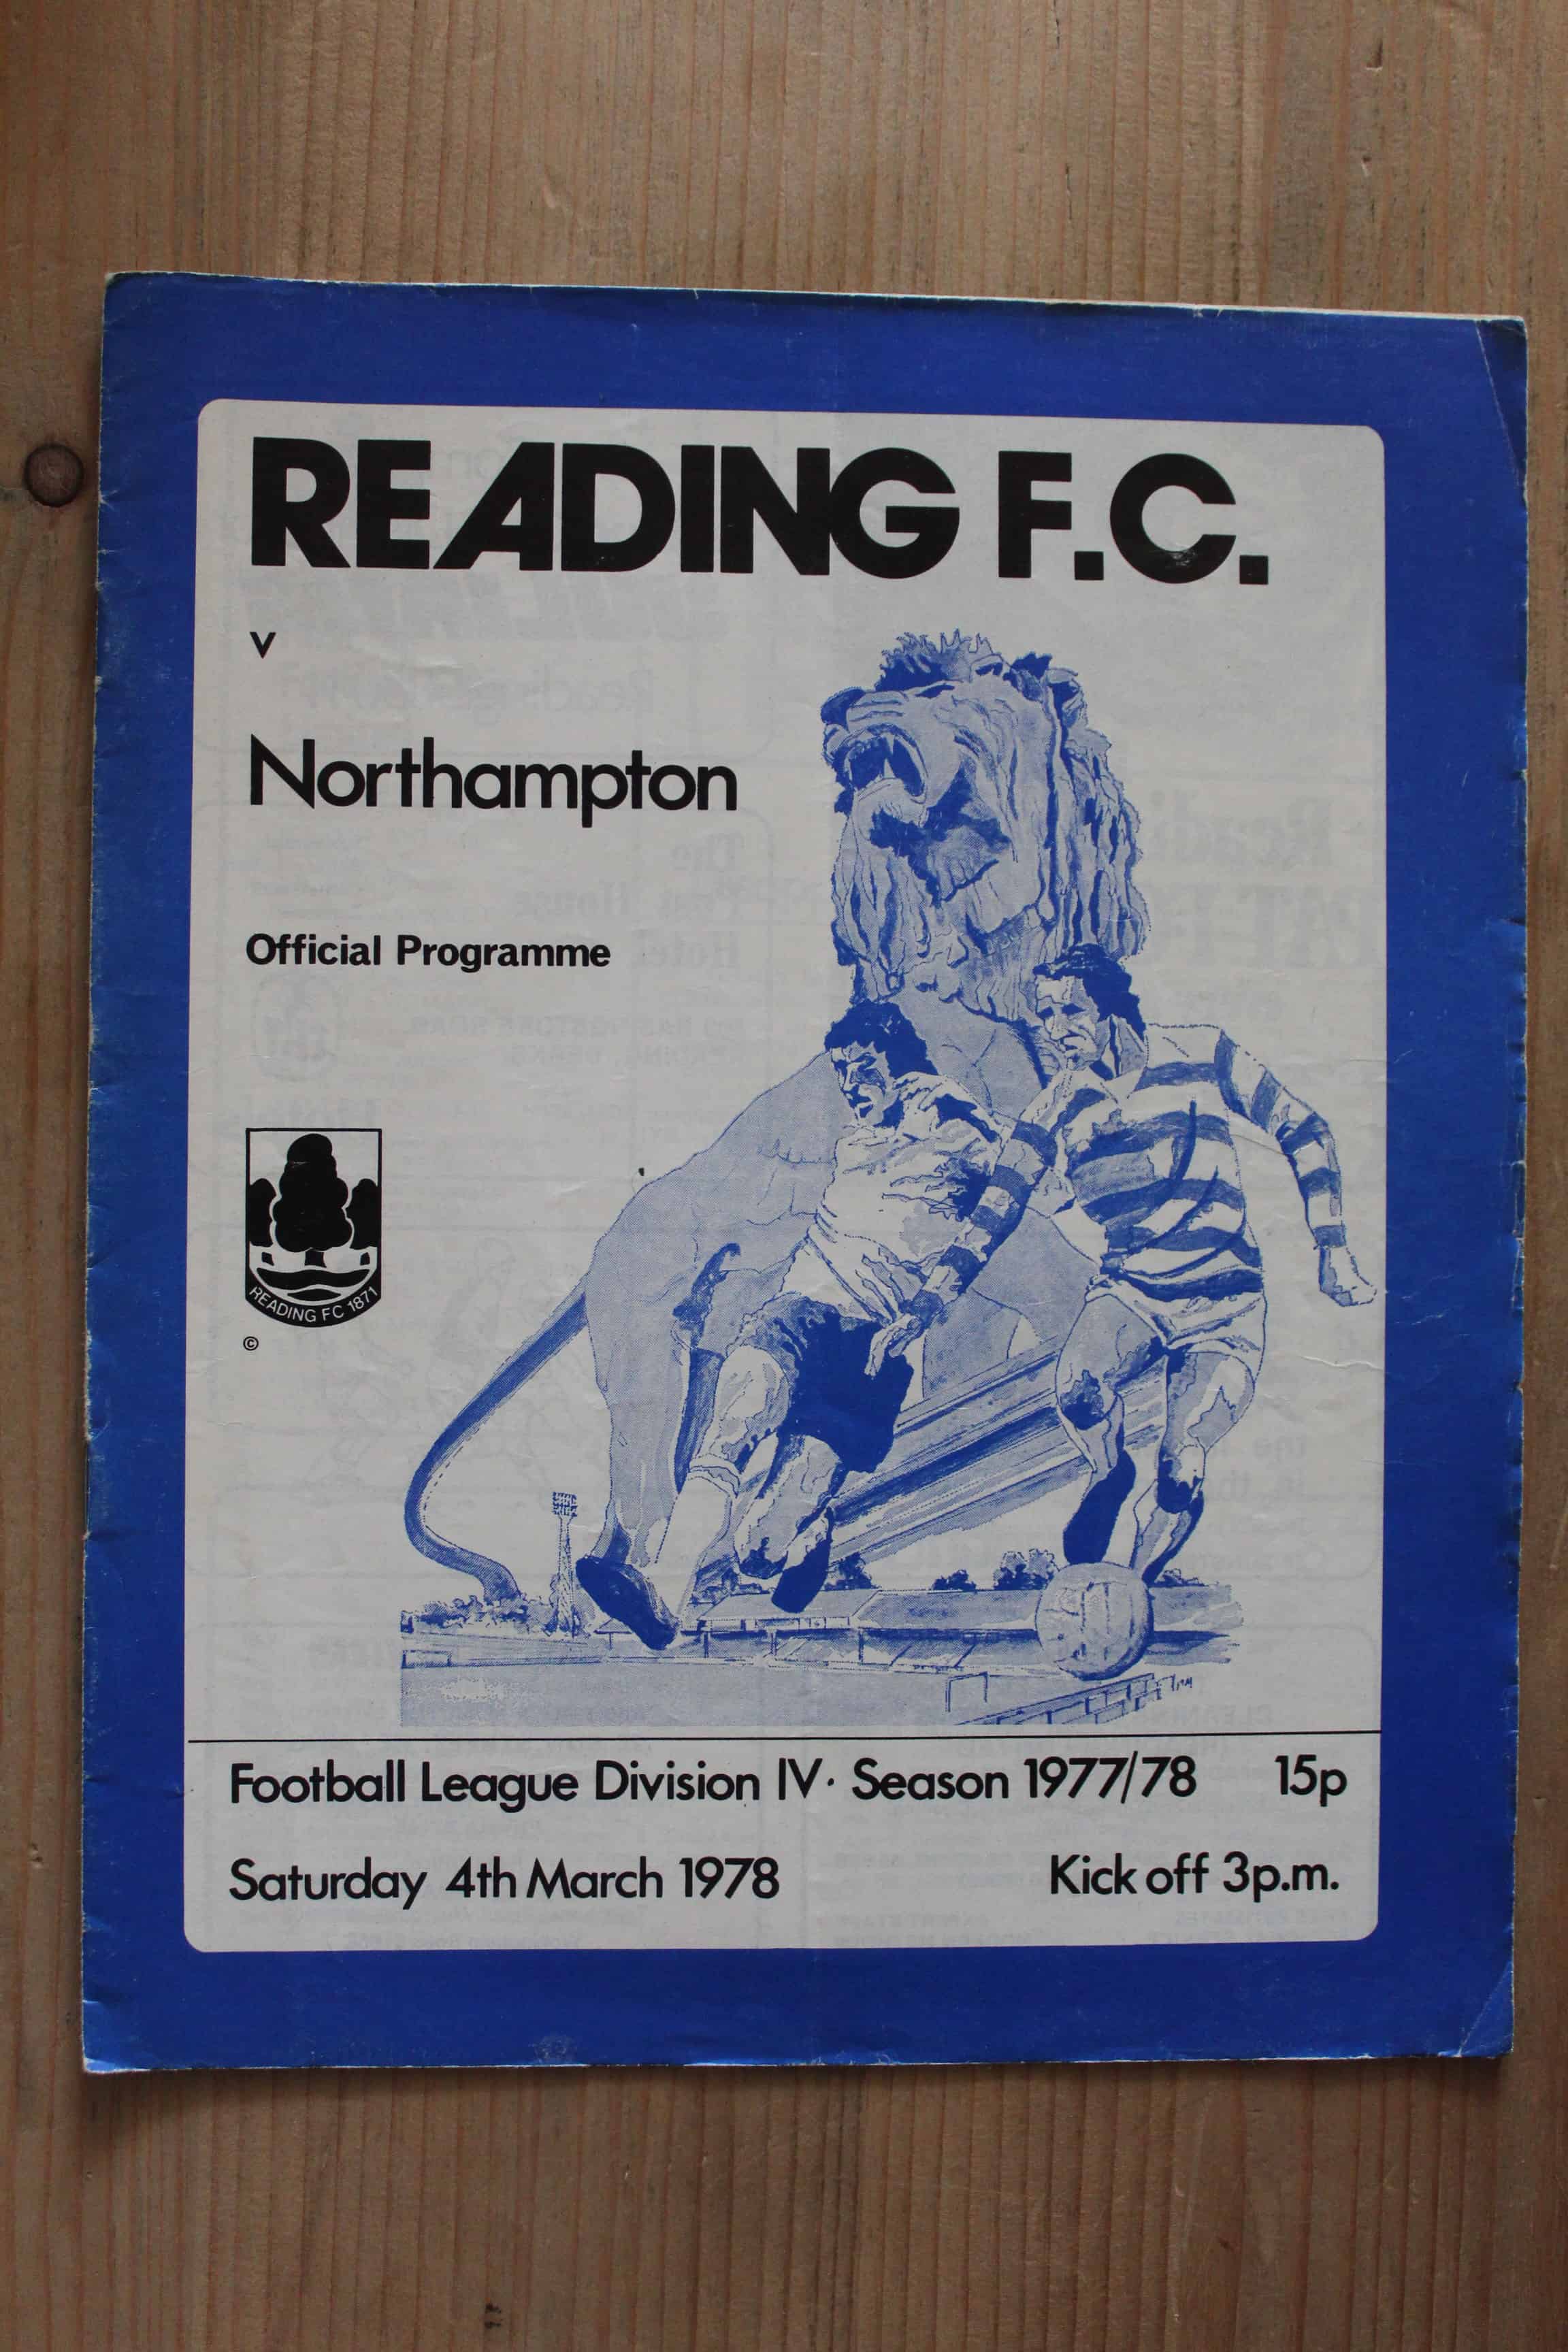 READING F.C.
v
Northampton
Official Programme
READING FC 1871
©
Football League Division IV· Season 1977/78 15p
Saturday 4th March 1978 Kick off 3p.m.